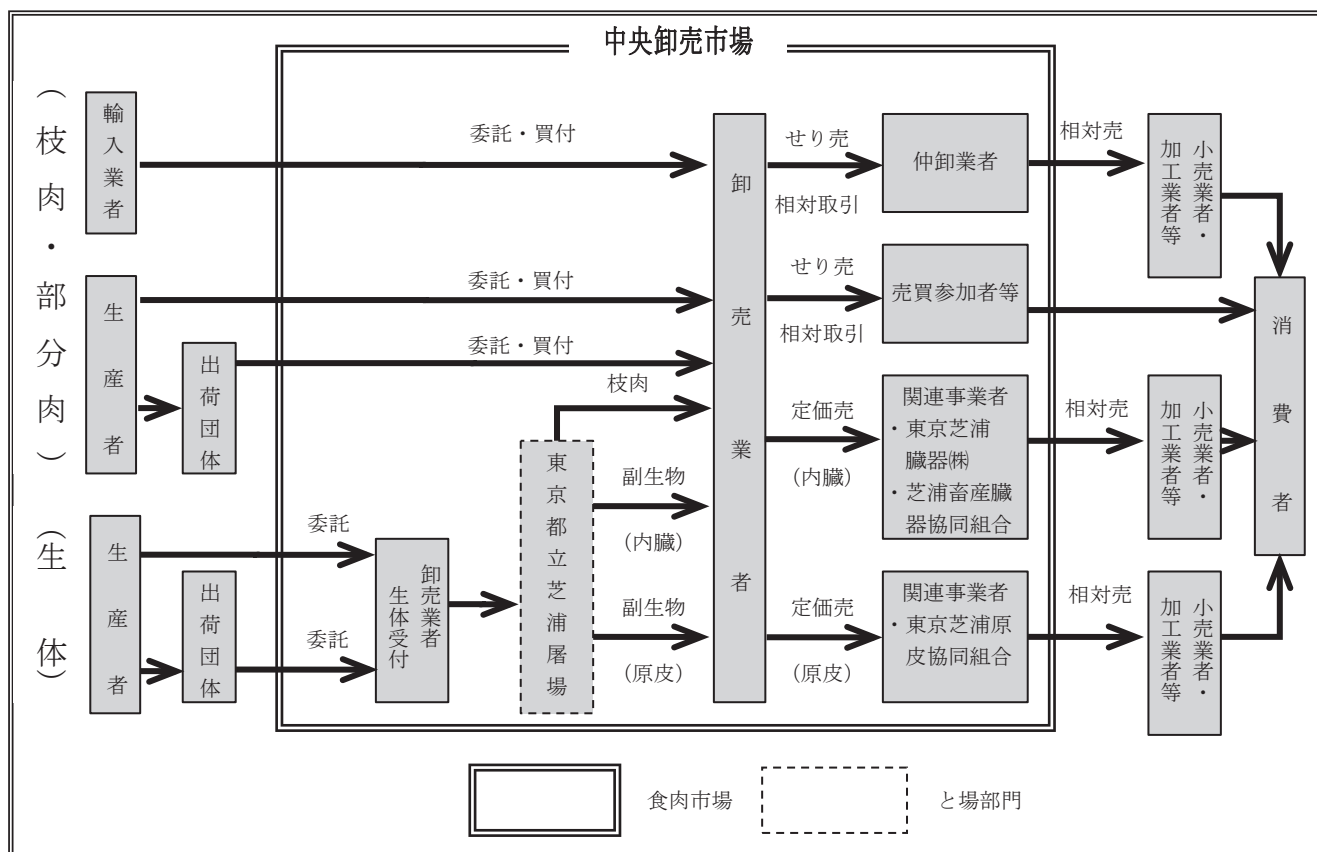 中央卸売市場
（枝肉・部分肉）
輸入業者
委託・買付
生産者
委託・買付
出荷団体
委託・買付
（生体）
生産者
委託
出荷団体
委託
卸売業者
生体受付
東京都立芝浦屠場
枝肉
副生物
（内臓）
副生物
（原皮）
卸売業者
せり売
相対取引
仲卸業者
相対売
小売業者・
加工業者等
せり売
相対取引
売買参加者等
定価売
（内臓）
関連事業者
・東京芝浦
臓器㈱
・芝浦畜産臓
器協同組合
相対売
小売業者・
加工業者等
定価売
（原皮）
関連事業者
・東京芝浦原
皮協同組合
相対売
小売業者・
加工業者等
消費者
食肉市場
と場部門